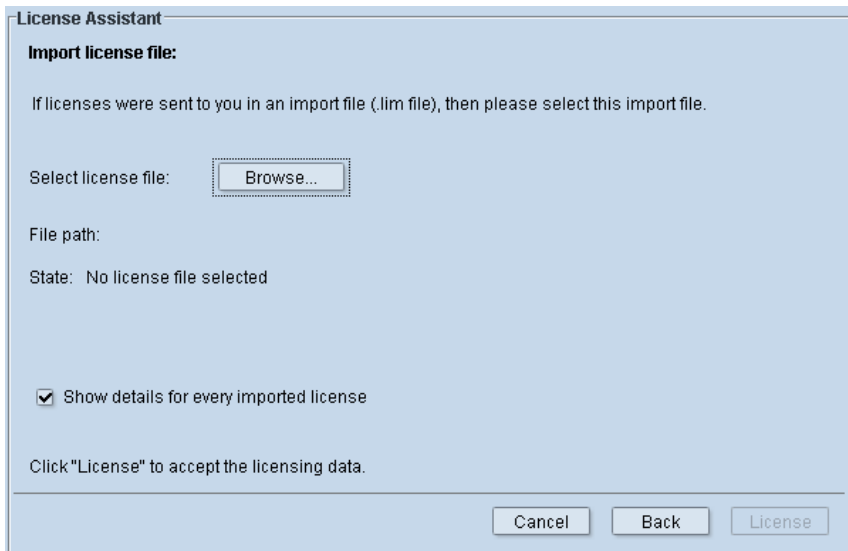 License Assistant
Import license file:
If licenses were sent to you in an import file (.lim file), then please select this import file.
Select license file: Browse...
File path:
State: No license file selected
Show details for every imported license
Click "License" to accept the licensing data.
Cancel Back License